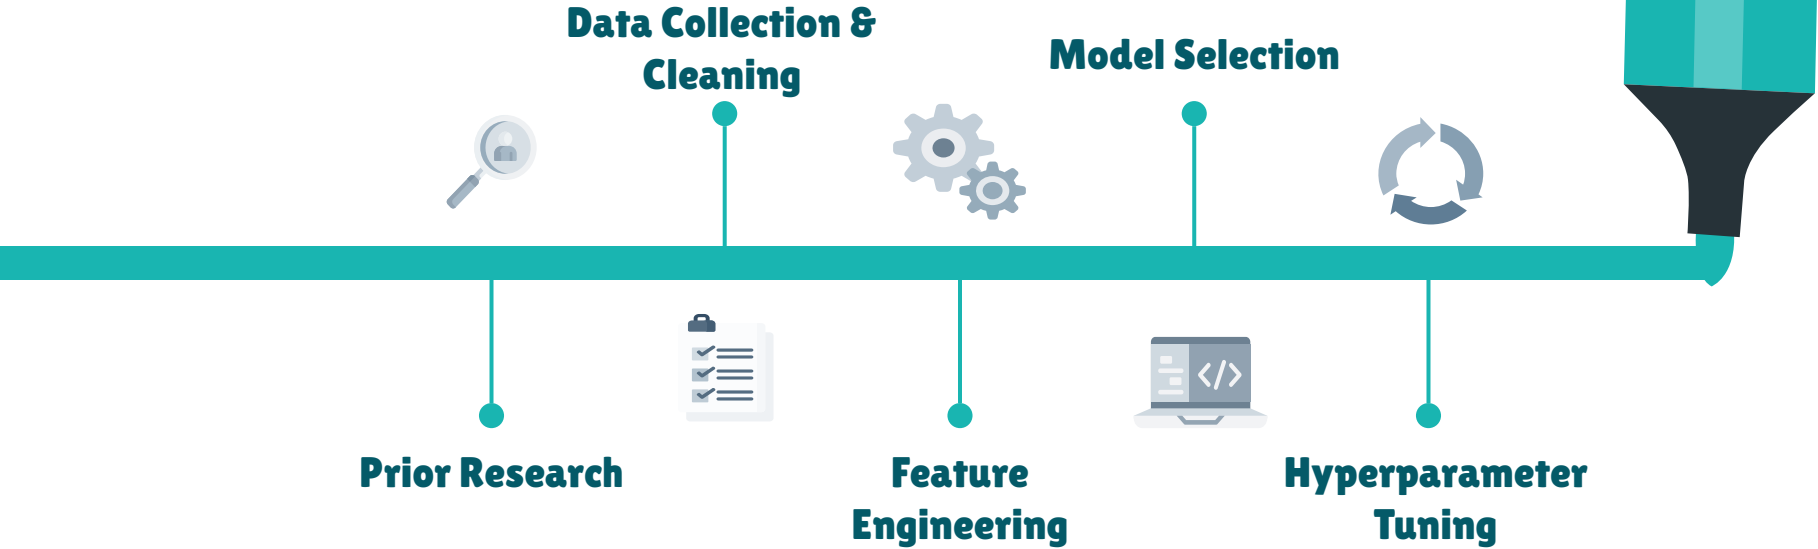 Data Collection &
Cleaning
Model Selection
Prior Research
Feature
Engineering
Hyperparameter
Tuning